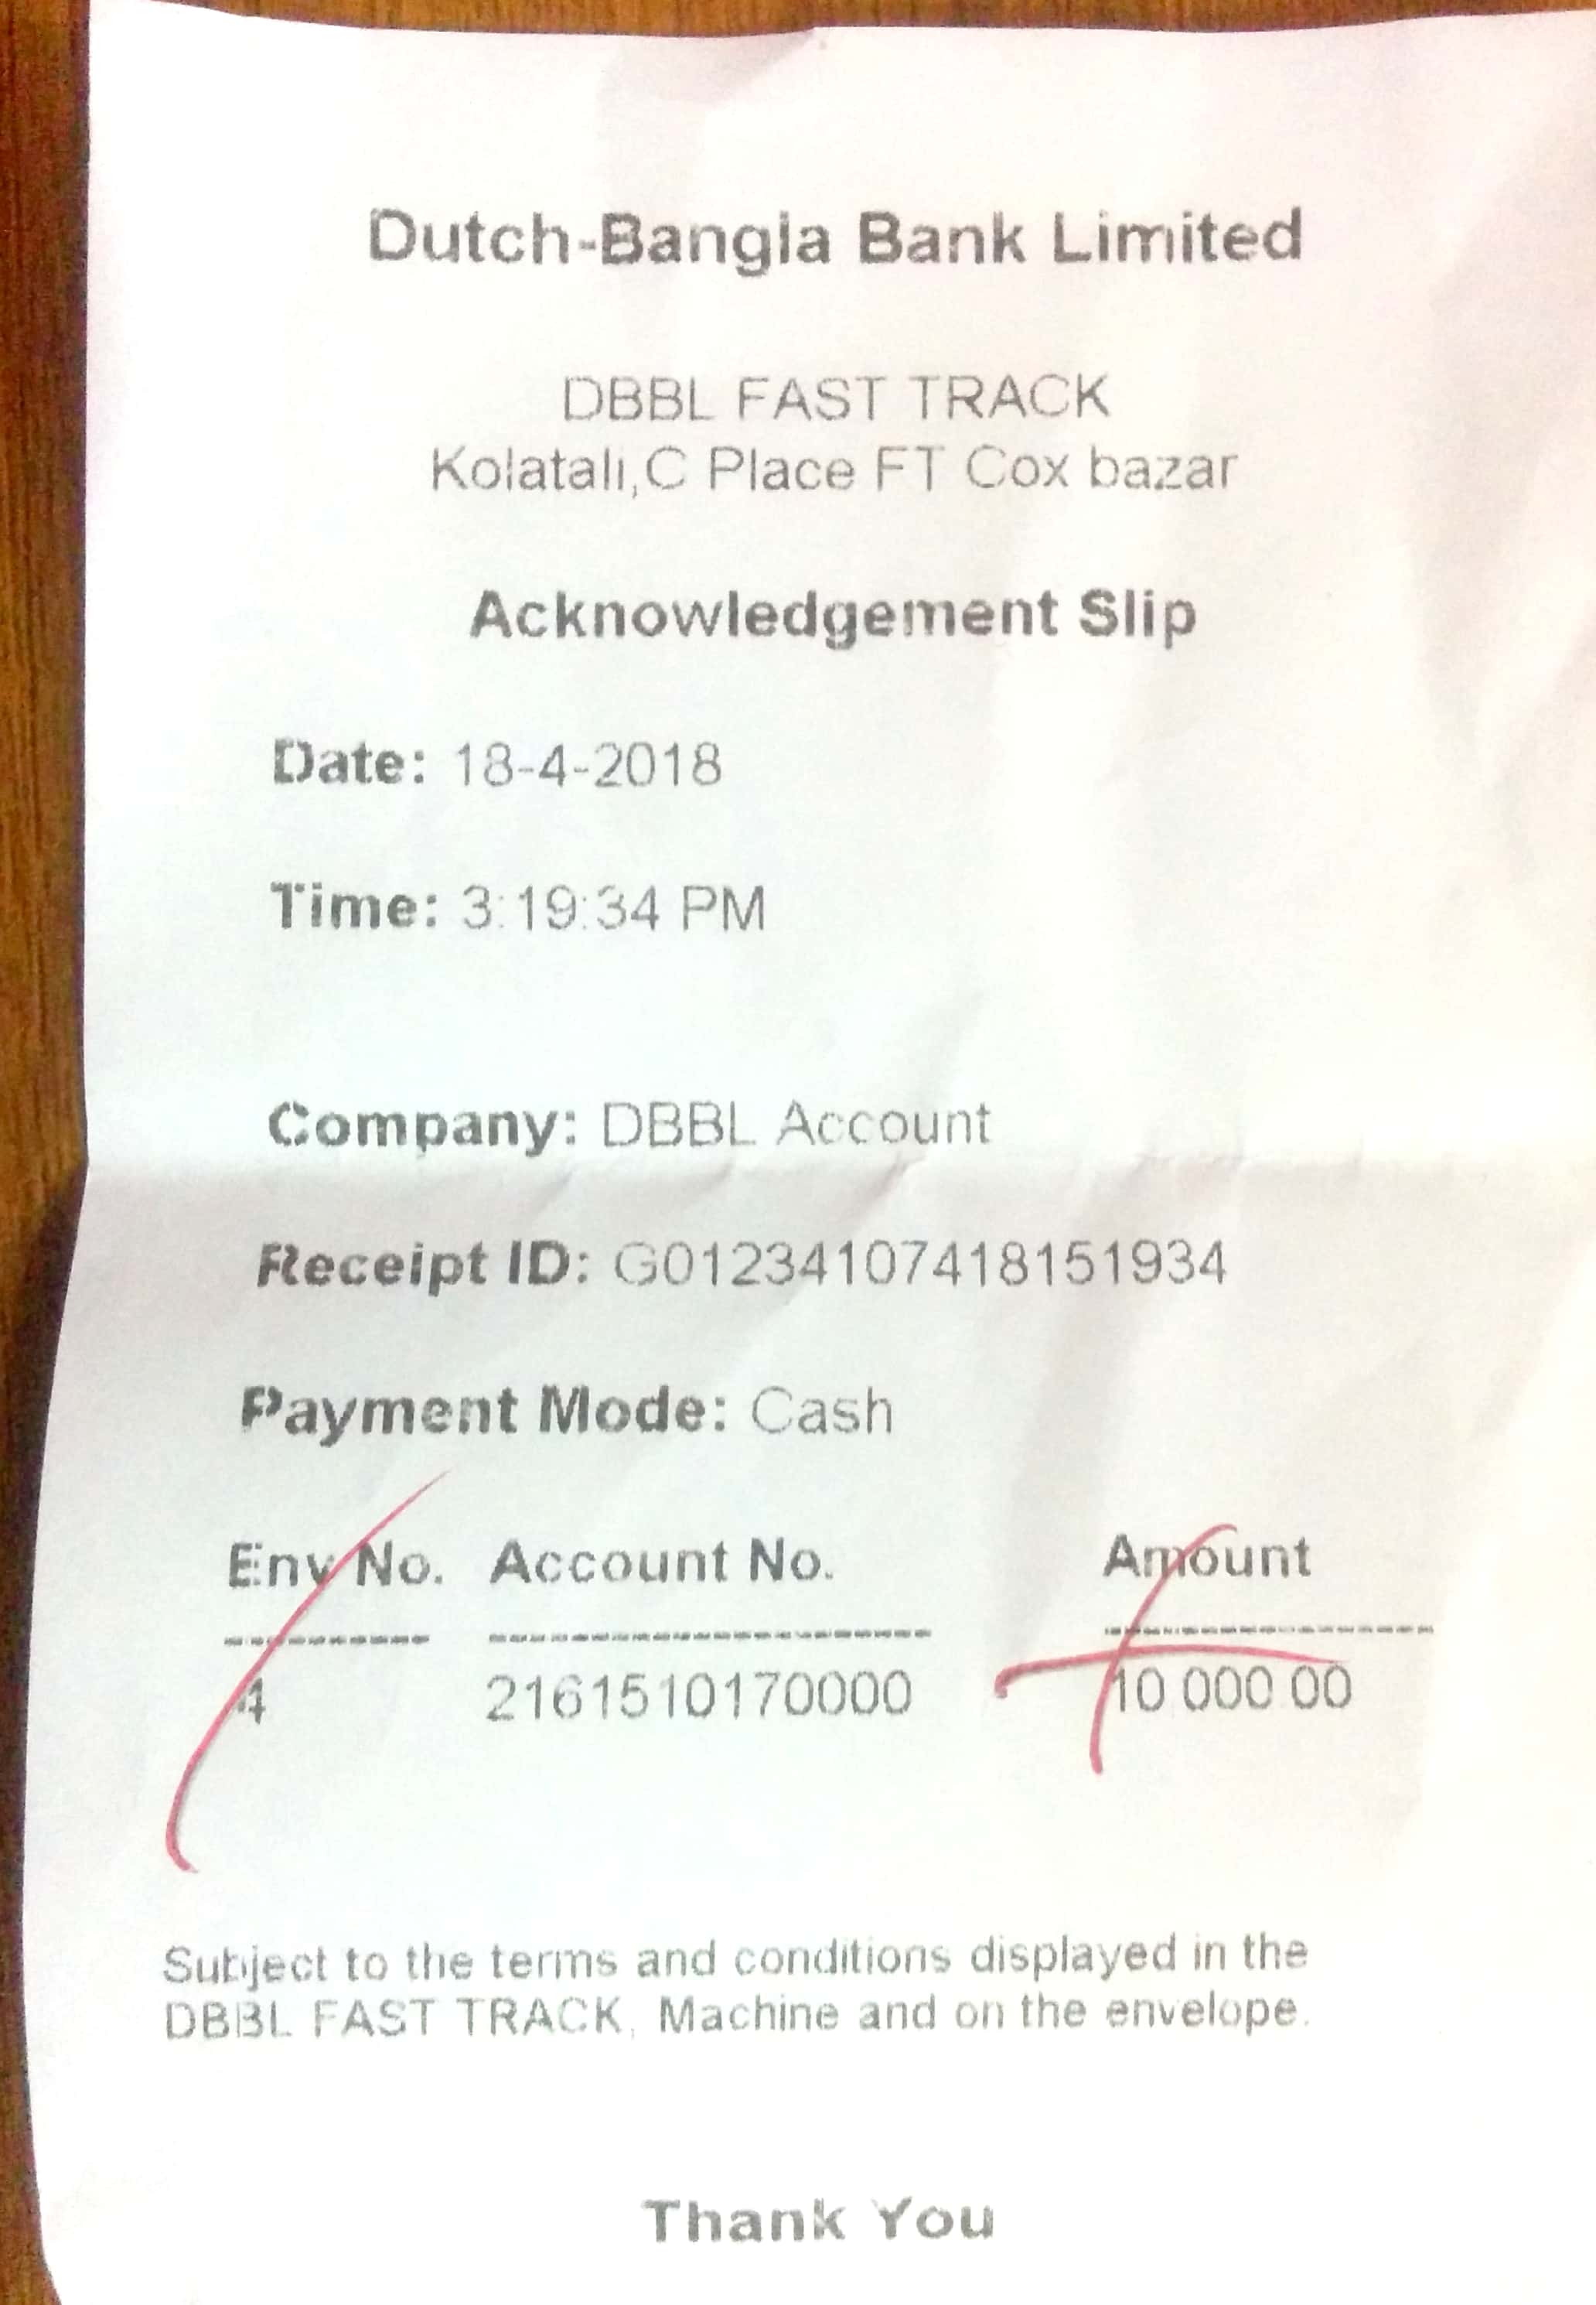 Dutch-Bangla Bank Limited
DBBL FAST TRACK
Kolatali,C Place FT Cox bazar
Acknowledgement Slip
Date: 18-4-2018
Time: 3:19:34 PM
Company: DBBL Account
Receipt ID: G01234107418151934
Payment Mode: Cash
Env No. Account No. Amount
4 2161510170000 10 000 00
Subject to the terms and conditions displayed in the
DBBL FAST TRACK, Machine and on the envelope.
Thank You